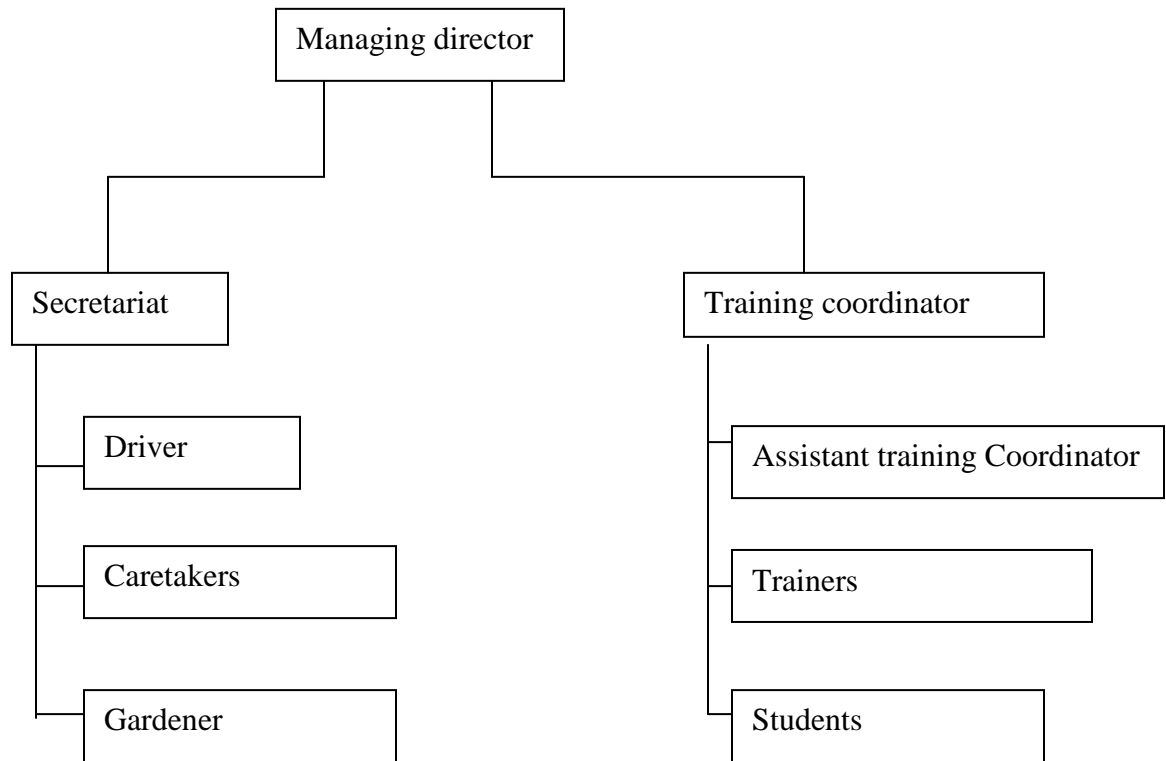 Managing director
Secretariat
Training coordinator
Driver
Assistant training Coordinator
Caretakers
Trainers
Gardener
Students